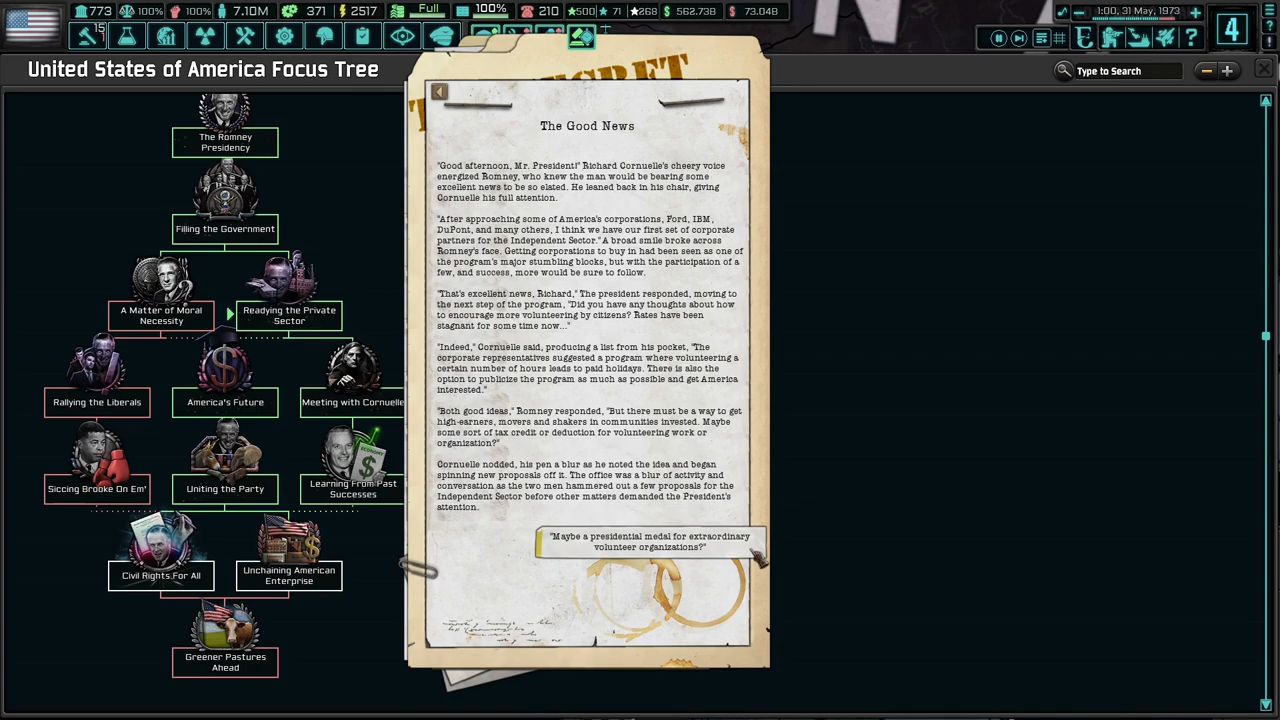 773 100% 100% 7.10M 371 2517 Full 100% 210 500 71 268 $ 562.73B $ 73.04B
1:00, 31 May, 1973
15
4
United States of America Focus Tree
Type to Search
The Romney
Presidency
Filling the Government
A Matter of Moral
Necessity
Readying the Private
Sector
Rallying the Liberals
America's Future
Meeting with Cornuelle
Siccing Brooke On Em'
Uniting the Party
Learning From Past
Successes
Civil Rights For All
Unchaining American
Enterprise
Greener Pastures
Ahead
The Good News
"Good afternoon, Mr. President!" Richard Cornuelle's cheery voice
energized Romney, who knew the man would be bearing some
excellent news to be so elated. He leaned back in his chair, giving
Cornuelle his full attention.
"After approaching some of America's corporations, Ford, IBM,
DuPont, and many others, I think we have our first set of corporate
partners for the Independent Sector." A broad smile broke across
Romney's face. Getting corporations to buy in had been seen as one of
the program's major stumbling blocks, but with the participation of a
few, and success, more would be sure to follow.
"That's excellent news, Richard," The president responded, moving to
the next step of the program, "Did you have any thoughts about how
to encourage more volunteering by citizens? Rates have been
stagnant for some time now..."
"Indeed," Cornuelle said, producing a list from his pocket, "The
corporate representatives suggested a program where volunteering a
certain number of hours leads to paid holidays. There is also the
option to publicize the program as much as possible and get America
interested."
"Both good ideas," Romney responded, "But there must be a way to get
high-earners, movers and shakers in communities invested. Maybe
some sort of tax credit or deduction for volunteering work or
organization?"
Cornuelle nodded, his pen a blur as he noted the idea and began
spinning new proposals off it. The office was a blur of activity and
conversation as the two men hammered out a few proposals for the
Independent Sector before other matters demanded the President's
attention.
"Maybe a presidential medal for extraordinary
volunteer organizations?"